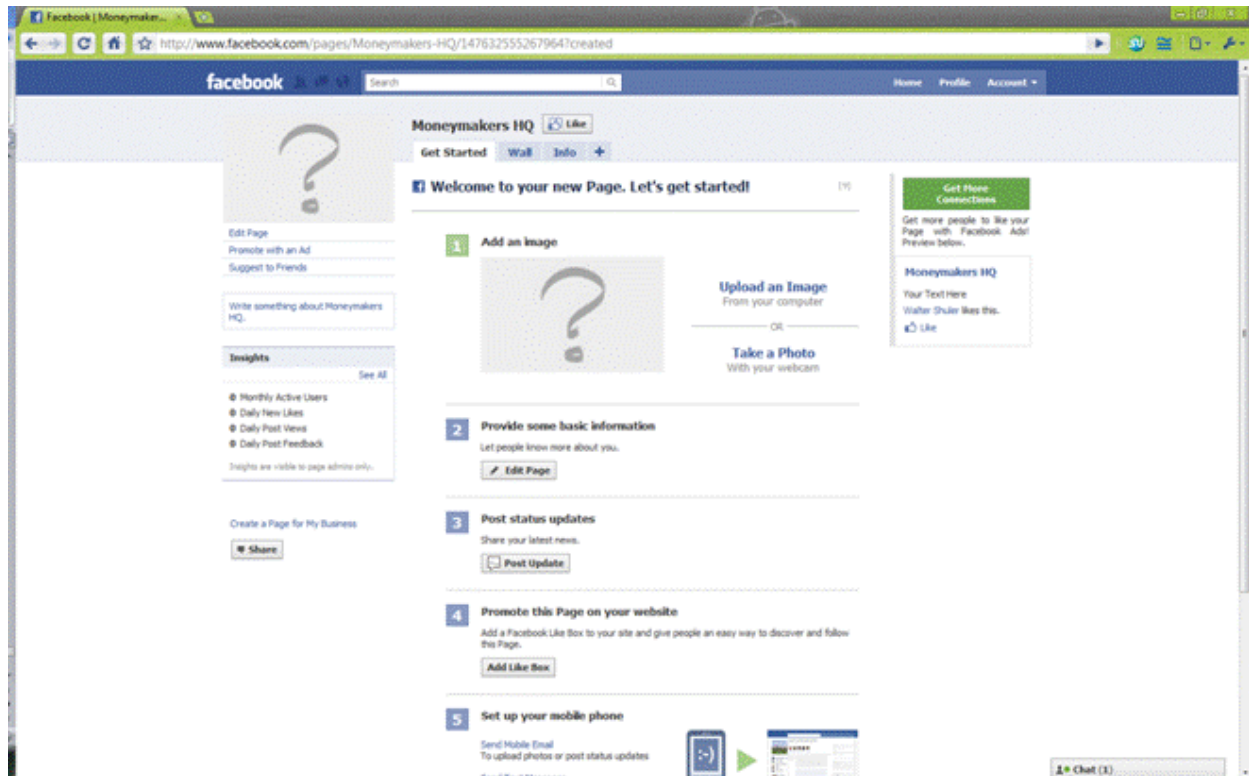 Facebook | Moneymaker...
http://www.facebook.com/pages/Moneymakers-HQ/147632555267964?created
facebook
Search
Home Profile Account
Moneymakers HQ
Like
Get Started Wall Info +
Welcome to your new Page. Let's get started!
Edit Page
Promote with an Ad
Suggest to Friends
Write something about Moneymakers
HQ.
Insights
See All
0 Monthly Active Users
0 Daily New Likes
0 Daily Post Views
0 Daily Post Feedback
Insights are visible to page admins only.
Create a Page for My Business
Share
1 Add an image
Upload an Image
From your computer
OR
Take a Photo
With your webcam
2 Provide some basic information
Let people know more about you.
Edit Page
3 Post status updates
Share your latest news.
Post Update
4 Promote this Page on your website
Add a Facebook Like Box to your site and give people an easy way to discover and follow
this Page.
Add Like Box
5 Set up your mobile phone
Send Mobile Email
To upload photos or post status updates
:-)
Get More
Connections
Get more people to like your
Page with Facebook Ads!
Preview below.
Moneymakers HQ
Your Text Here
Walter Shuler likes this.
Like
Chat (1)